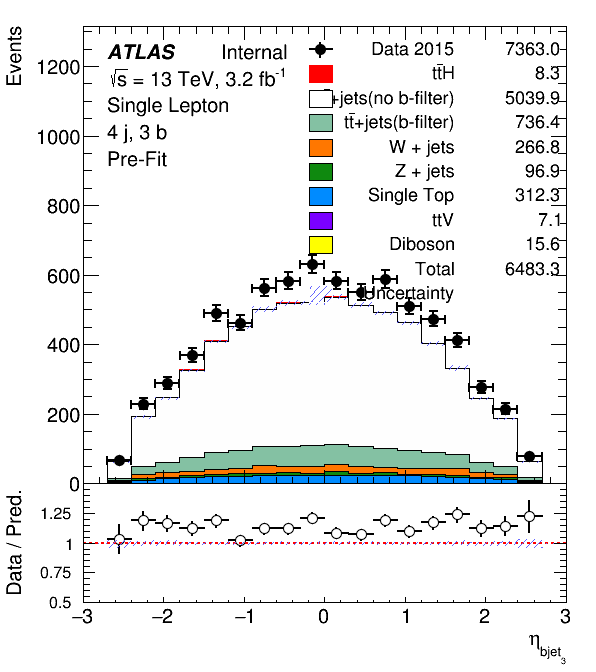 Events
1200
1000
800
600
400
200
0
ATLAS Internal
√s = 13 TeV, 3.2 fb-1
Single Lepton
4 j, 3 b
Pre-Fit
Data 2015 7363.0
tt̄H 8.3
+jets(no b-filter) 5039.9
tt̄+jets(b-filter) 736.4
W + jets 266.8
Z + jets 96.9
Single Top 312.3
ttV 7.1
Diboson 15.6
Total 6483.3
Uncertainty
Data / Pred.
1.25
1
0.75
0.5
−3 −2 −1 0 1 2 3
η bjet 3